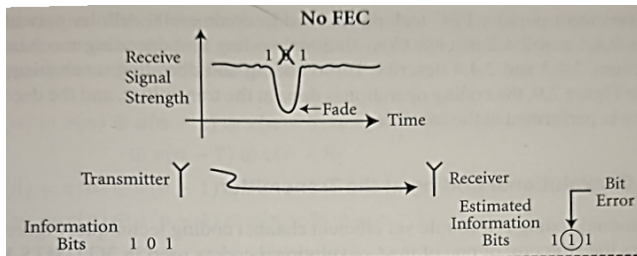 No FEC
1 X 1
Receive
Signal
Strength
Fade
Time
Transmitter
Receiver
Bit
Error
Estimated
Information
Bits
1 1 1
Information
Bits
1 0 1